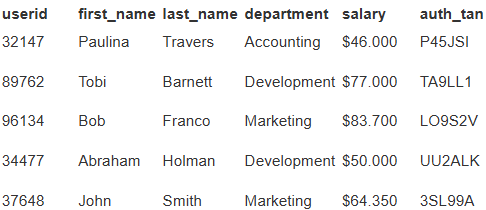 userid first_name last_name department salary auth_tan
32147 Paulina Travers Accounting $46.000 P45JSI
89762 Tobi Barnett Development $77.000 TA9LL1
96134 Bob Franco Marketing $83.700 LO9S2V
34477 Abraham Holman Development $50.000 UU2ALK
37648 John Smith Marketing $64.350 3SL99A